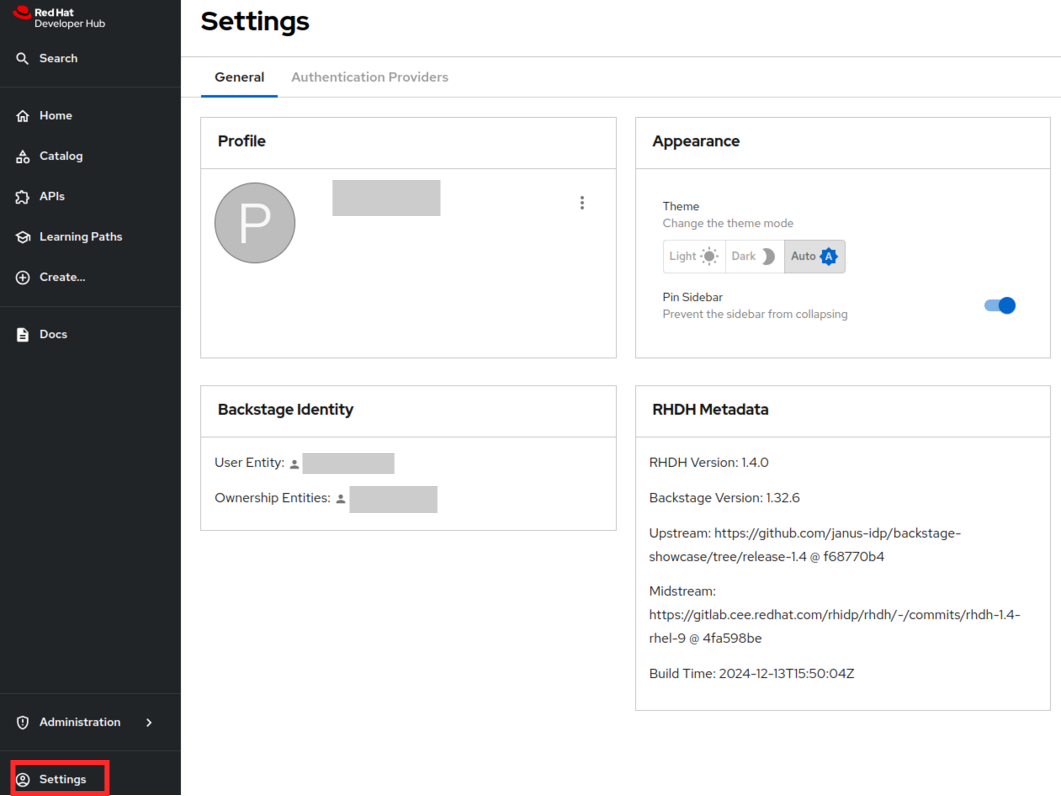 Red Hat
Developer Hub
Search
Home
Catalog
APIs
Learning Paths
Create...
Docs
Administration
Settings
Settings
General
Authentication Providers
Profile
P
Appearance
Theme
Change the theme mode
Light
Dark
Auto A
Pin Sidebar
Prevent the sidebar from collapsing
Backstage Identity
User Entity:
Ownership Entities:
RHDH Metadata
RHDH Version: 1.4.0
Backstage Version: 1.32.6
Upstream: https://github.com/janus-idp/backstage-
showcase/tree/release-1.4 @ f68770b4
Midstream:
https://gitlab.cee.redhat.com/rhidp/rhdh/-/commits/rhdh-1.4-
rhel-9 @ 4fa598be
Build Time: 2024-12-13T15:50:04Z